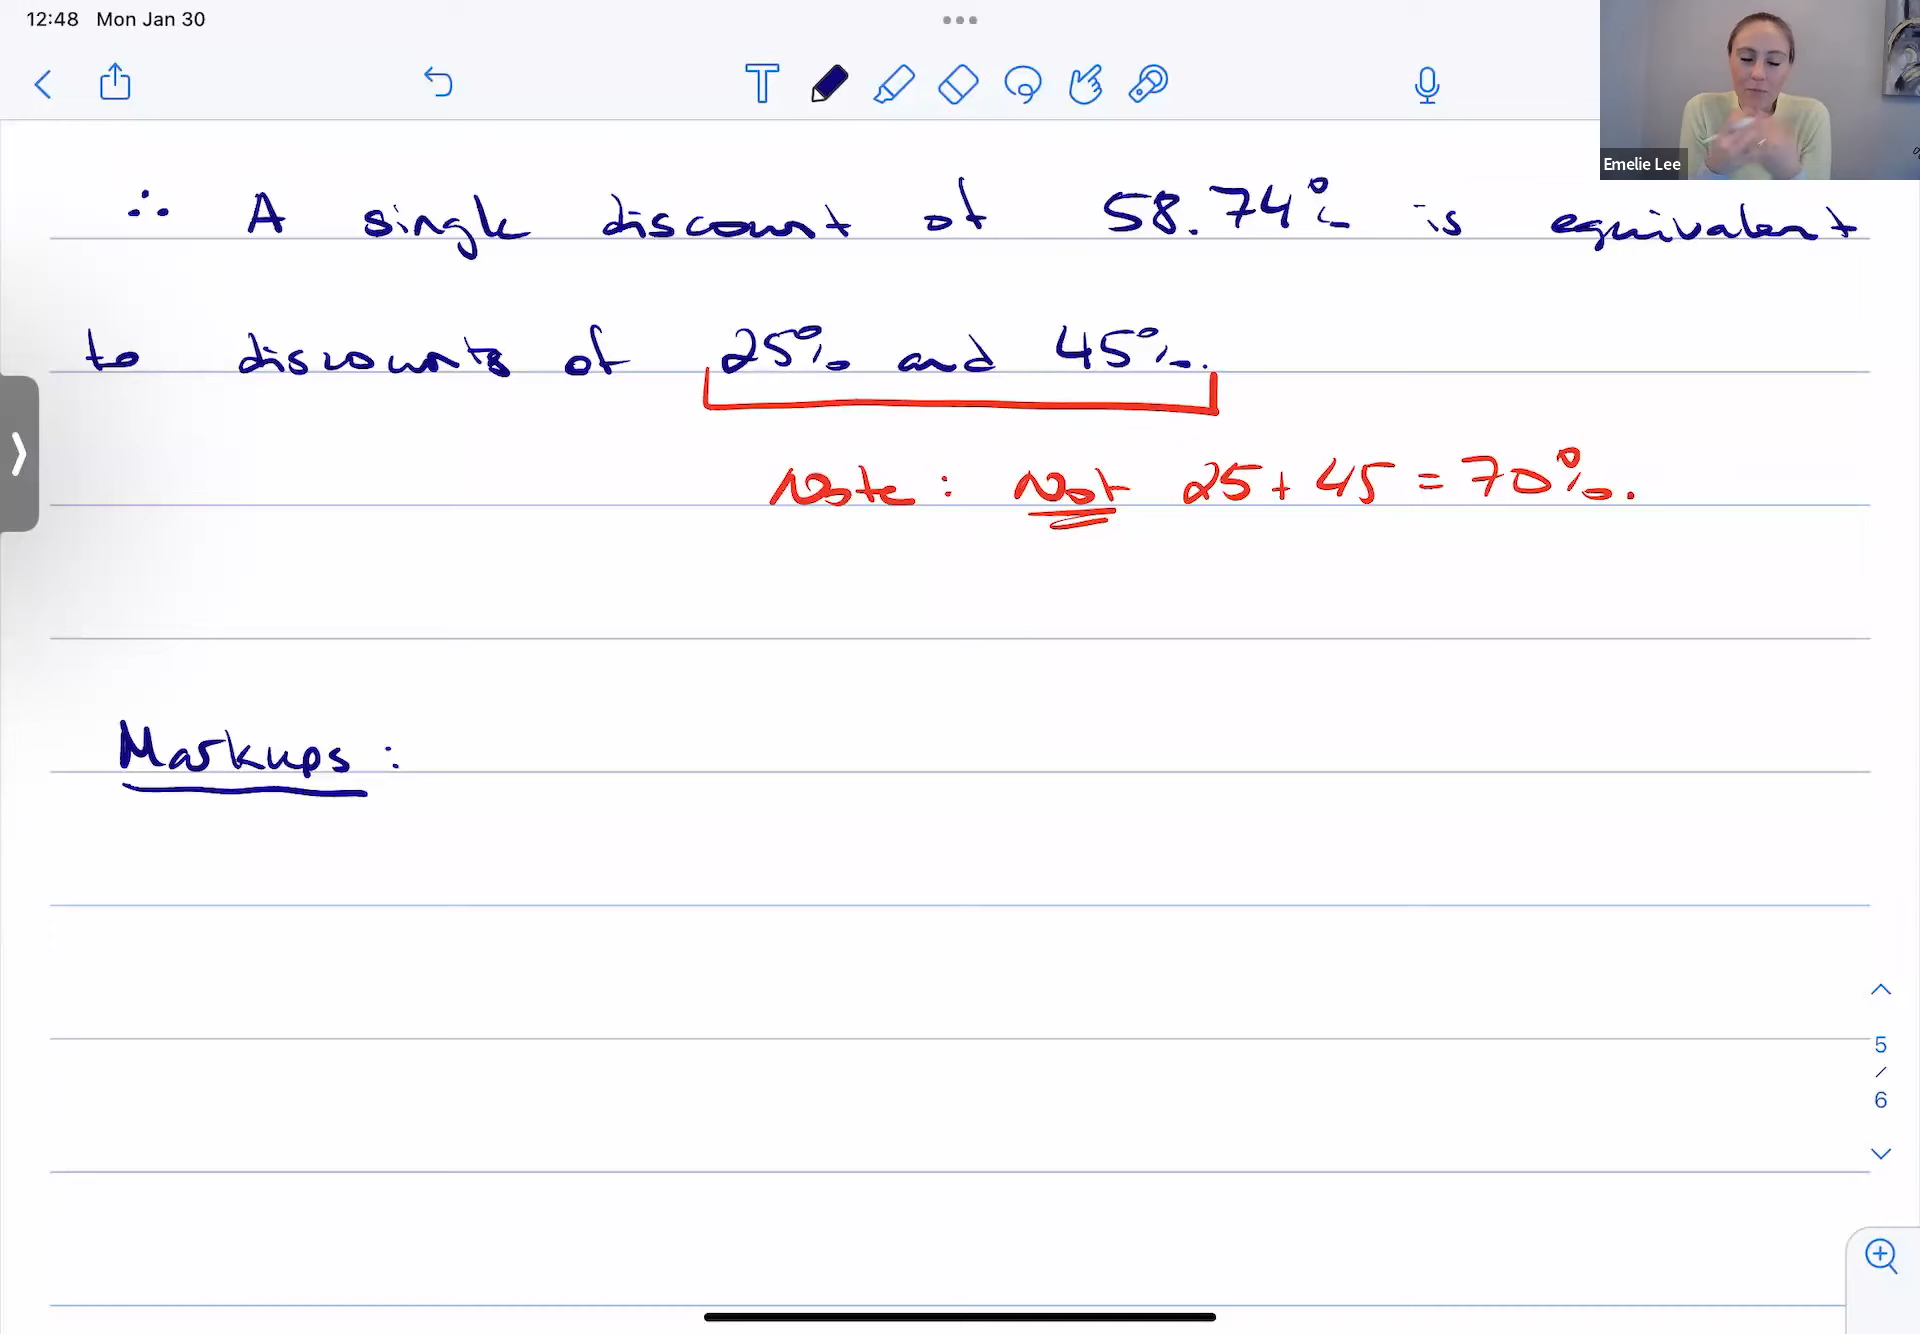 12:48 Mon Jan 30
Emelie Lee
∴ A single discount of 58.74% is equivalent
to discounts of 25% and 45%.
Note: Not 25 + 45 = 70%.
Markups:
5
/
6